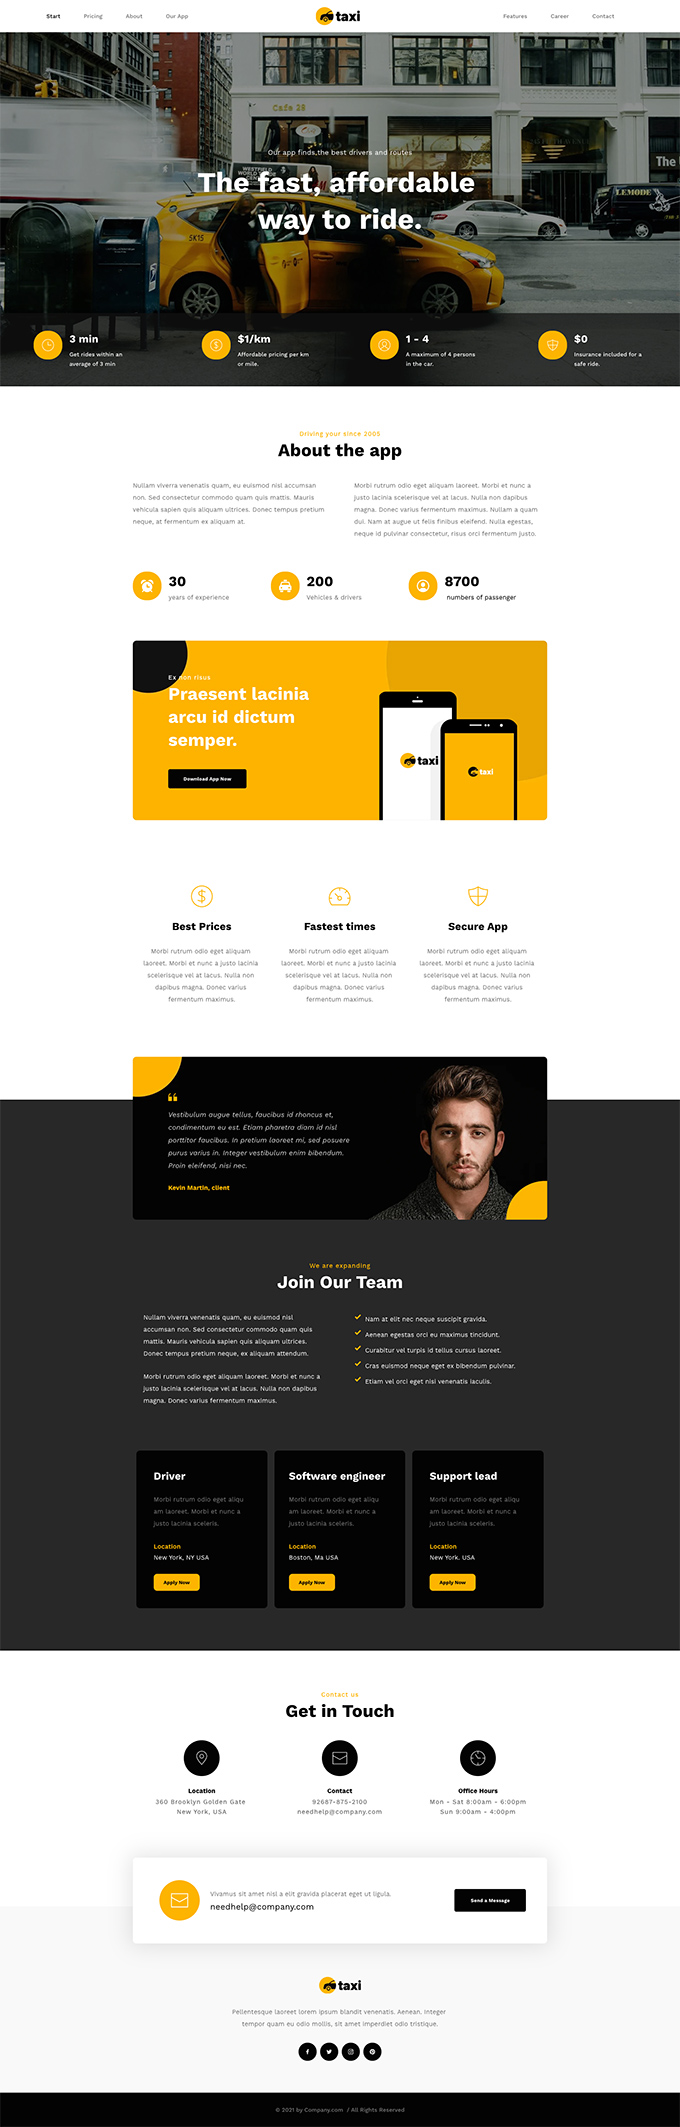 Start
Pricing
About
Our App
taxi
Features
Career
Contact
Cafe 28
WESTFIELD
WORLD
The
LEMODE
5K15
Our app finds the best drivers and routes
The fast, affordable
way to ride.
3 min
Get rides within an
average of 3 min
$1/km
Affordable pricing per km
or mile.
1 - 4
A maximum of 4 persons
in the car.
$0
Insurance included for a
safe ride.
Driving your since 2005
About the app
Nullam viverra venenatis quam, eu euismod nisl accumsan
non. Sed consectetur commodo quam quis mattis. Mauris
vehicula sapien quis aliquam ultrices. Donec tempus pretium
neque, at fermentum ex aliquam at.
Morbi rutrum odio eget aliquam laoreet. Morbi et nunc a
justo lacinia scelerisque vel at lacus. Nulla non dapibus
magna. Donec varius fermentum maximus. Nullam a quam
dui. Nam at augue ut felis finibus eleifend. Nulla egestas,
neque id pulvinar consectetur, risus orci fermentum justo.
30
years of experience
200
Vehicles & drivers
8700
numbers of passenger
Ex non risus
Praesent lacinia
arcu id dictum
semper.
Download App Now
taxi
taxi
Best Prices
Morbi rutrum odio eget aliquam
laoreet. Morbi et nunc a justo lacinia
scelerisque vel at lacus. Nulla non
dapibus magna. Donec varius
fermentum maximus.
Fastest times
Morbi rutrum odio eget aliquam
laoreet. Morbi et nunc a justo lacinia
scelerisque vel at lacus. Nulla non
dapibus magna. Donec varius
fermentum maximus.
Secure App
Morbi rutrum odio eget aliquam
laoreet. Morbi et nunc a justo lacinia
scelerisque vel at lacus. Nulla non
dapibus magna. Donec varius
fermentum maximus.
Vestibulum augue tellus, faucibus id rhoncus et,
condimentum eu est. Etiam pharetra diam id nisl
porttitor faucibus. In pretium laoreet mi, sed posuere
purus varius in. Integer vestibulum enim bibendum.
Proin eleifend, nisi nec.
Kevin Martin, client
We are expanding
Join Our Team
Nullam viverra venenatis quam, eu euismod nisl
accumsan non. Sed consectetur commodo quam quis
mattis. Mauris vehicula sapien quis aliquam ultrices.
Donec tempus pretium neque, ex aliquam attendum.
Morbi rutrum odio eget aliquam laoreet. Morbi et nunc a
justo lacinia scelerisque vel at lacus. Nulla non dapibus
magna. Donec varius fermentum maximus.
Nam at elit nec neque suscipit gravida.
Aenean egestas orci eu maximus tincidunt.
Curabitur vel turpis id tellus cursus laoreet.
Cras euismod neque eget ex bibendum pulvinar.
Etiam vel orci eget nisi venenatis iaculis.
Driver
Morbi rutrum odio eget aliqu
am laoreet. Morbi et nunc a
justo lacinia sceleris.
Location
New York, NY USA
Apply Now
Software engineer
Morbi rutrum odio eget aliqu
am laoreet. Morbi et nunc a
justo lacinia sceleris.
Location
Boston, Ma USA
Apply Now
Support lead
Morbi rutrum odio eget aliqu
am laoreet. Morbi et nunc a
justo lacinia sceleris.
Location
New York. USA
Apply Now
Contact us
Get in Touch
Location
360 Brooklyn Golden Gate
New York, USA
Contact
92687-875-2100
needhelp@company.com
Office Hours
Mon - Sat 8:00am - 6:00pm
Sun 9:00am - 4:00pm
Vivamus sit amet nisl a elit gravida placerat eget ut ligula.
needhelp@company.com
Send a Message
taxi
Pellentesque laoreet lorem ipsum blandit venenatis. Aenean. Integer
tempor quam eu odio mollis, sit amet imperdiet odio tristique.
© 2021 by Company.com / All Rights Reserved